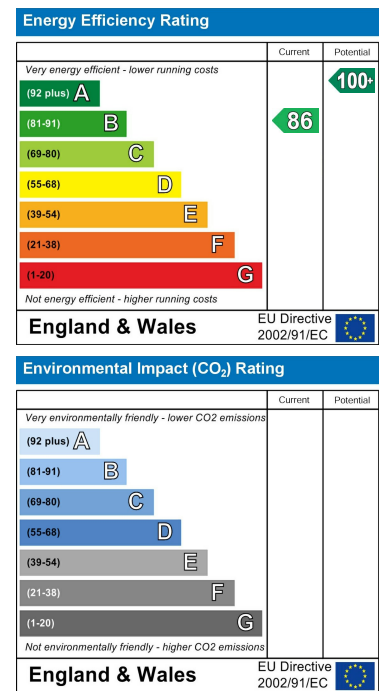 Energy Efficiency Rating
Current Potential
Very energy efficient - lower running costs
(92 plus) A
100+
(81-91) B
86
(69-80) C
(55-68) D
(39-54) E
(21-38) F
(1-20) G
Not energy efficient - higher running costs
England & Wales
EU Directive
2002/91/EC
Environmental Impact (CO₂) Rating
Current Potential
Very environmentally friendly - lower CO2 emissions
(92 plus) A
(81-91) B
(69-80) C
(55-68) D
(39-54) E
(21-38) F
(1-20) G
Not environmentally friendly - higher CO2 emissions
England & Wales
EU Directive
2002/91/EC